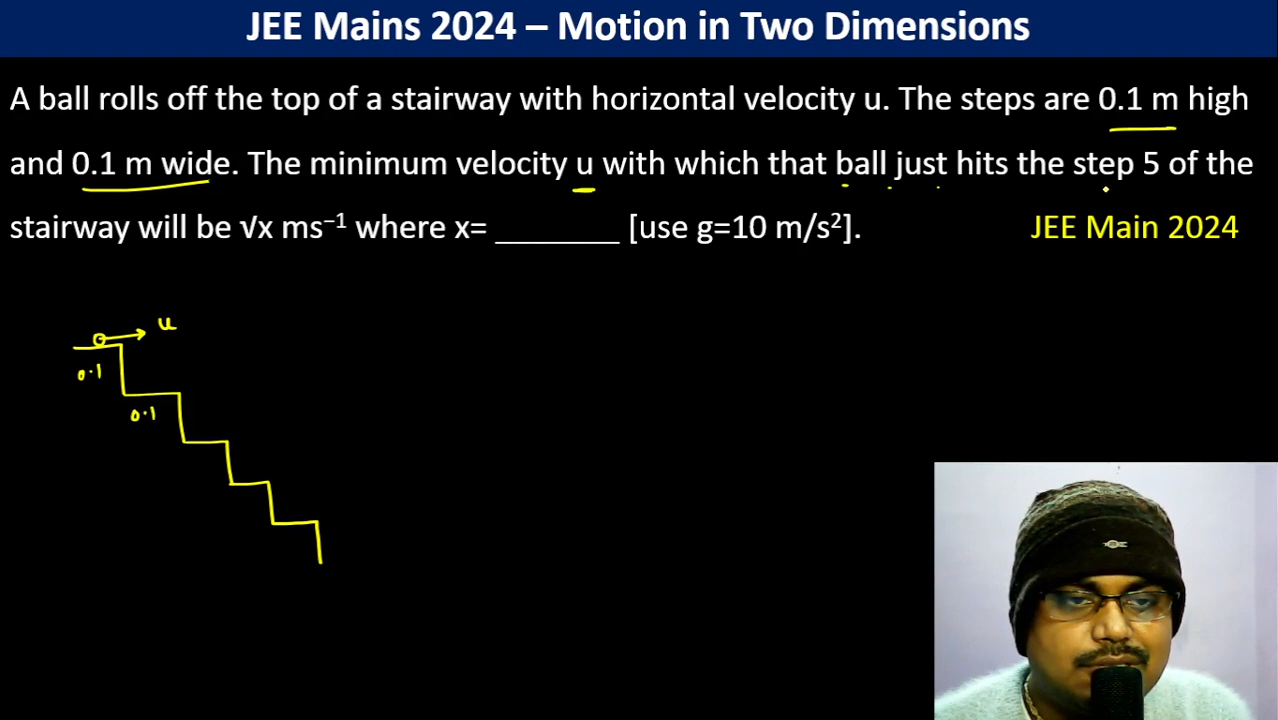 JEE Mains 2024 – Motion in Two Dimensions
A ball rolls off the top of a stairway with horizontal velocity u. The steps are 0.1 m high
and 0.1 m wide. The minimum velocity u with which that ball just hits the step 5 of the
stairway will be √x ms⁻¹ where x= ________ [use g=10 m/s²].
JEE Main 2024
u
0.1
0.1